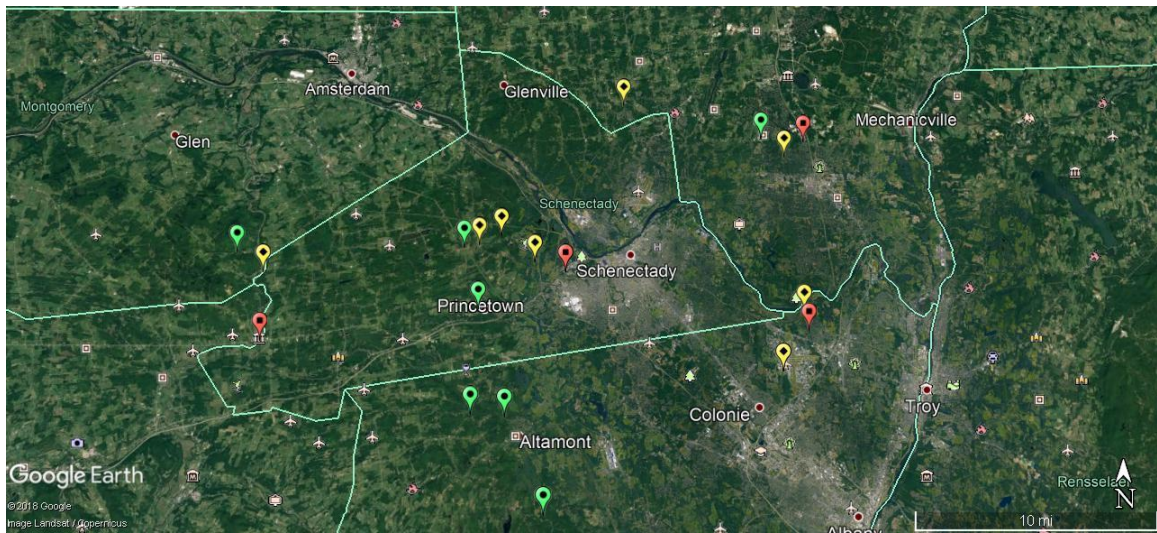 Amsterdam
Glenville
Montgomery
Mechanicville
Glen
Schenectady
Schenectady
Princetown
Colonie
Troy
Altamont
Google Earth
Rensselaer
N
©2018 Google
Image Landsat / Copernicus
10 mi
Albany